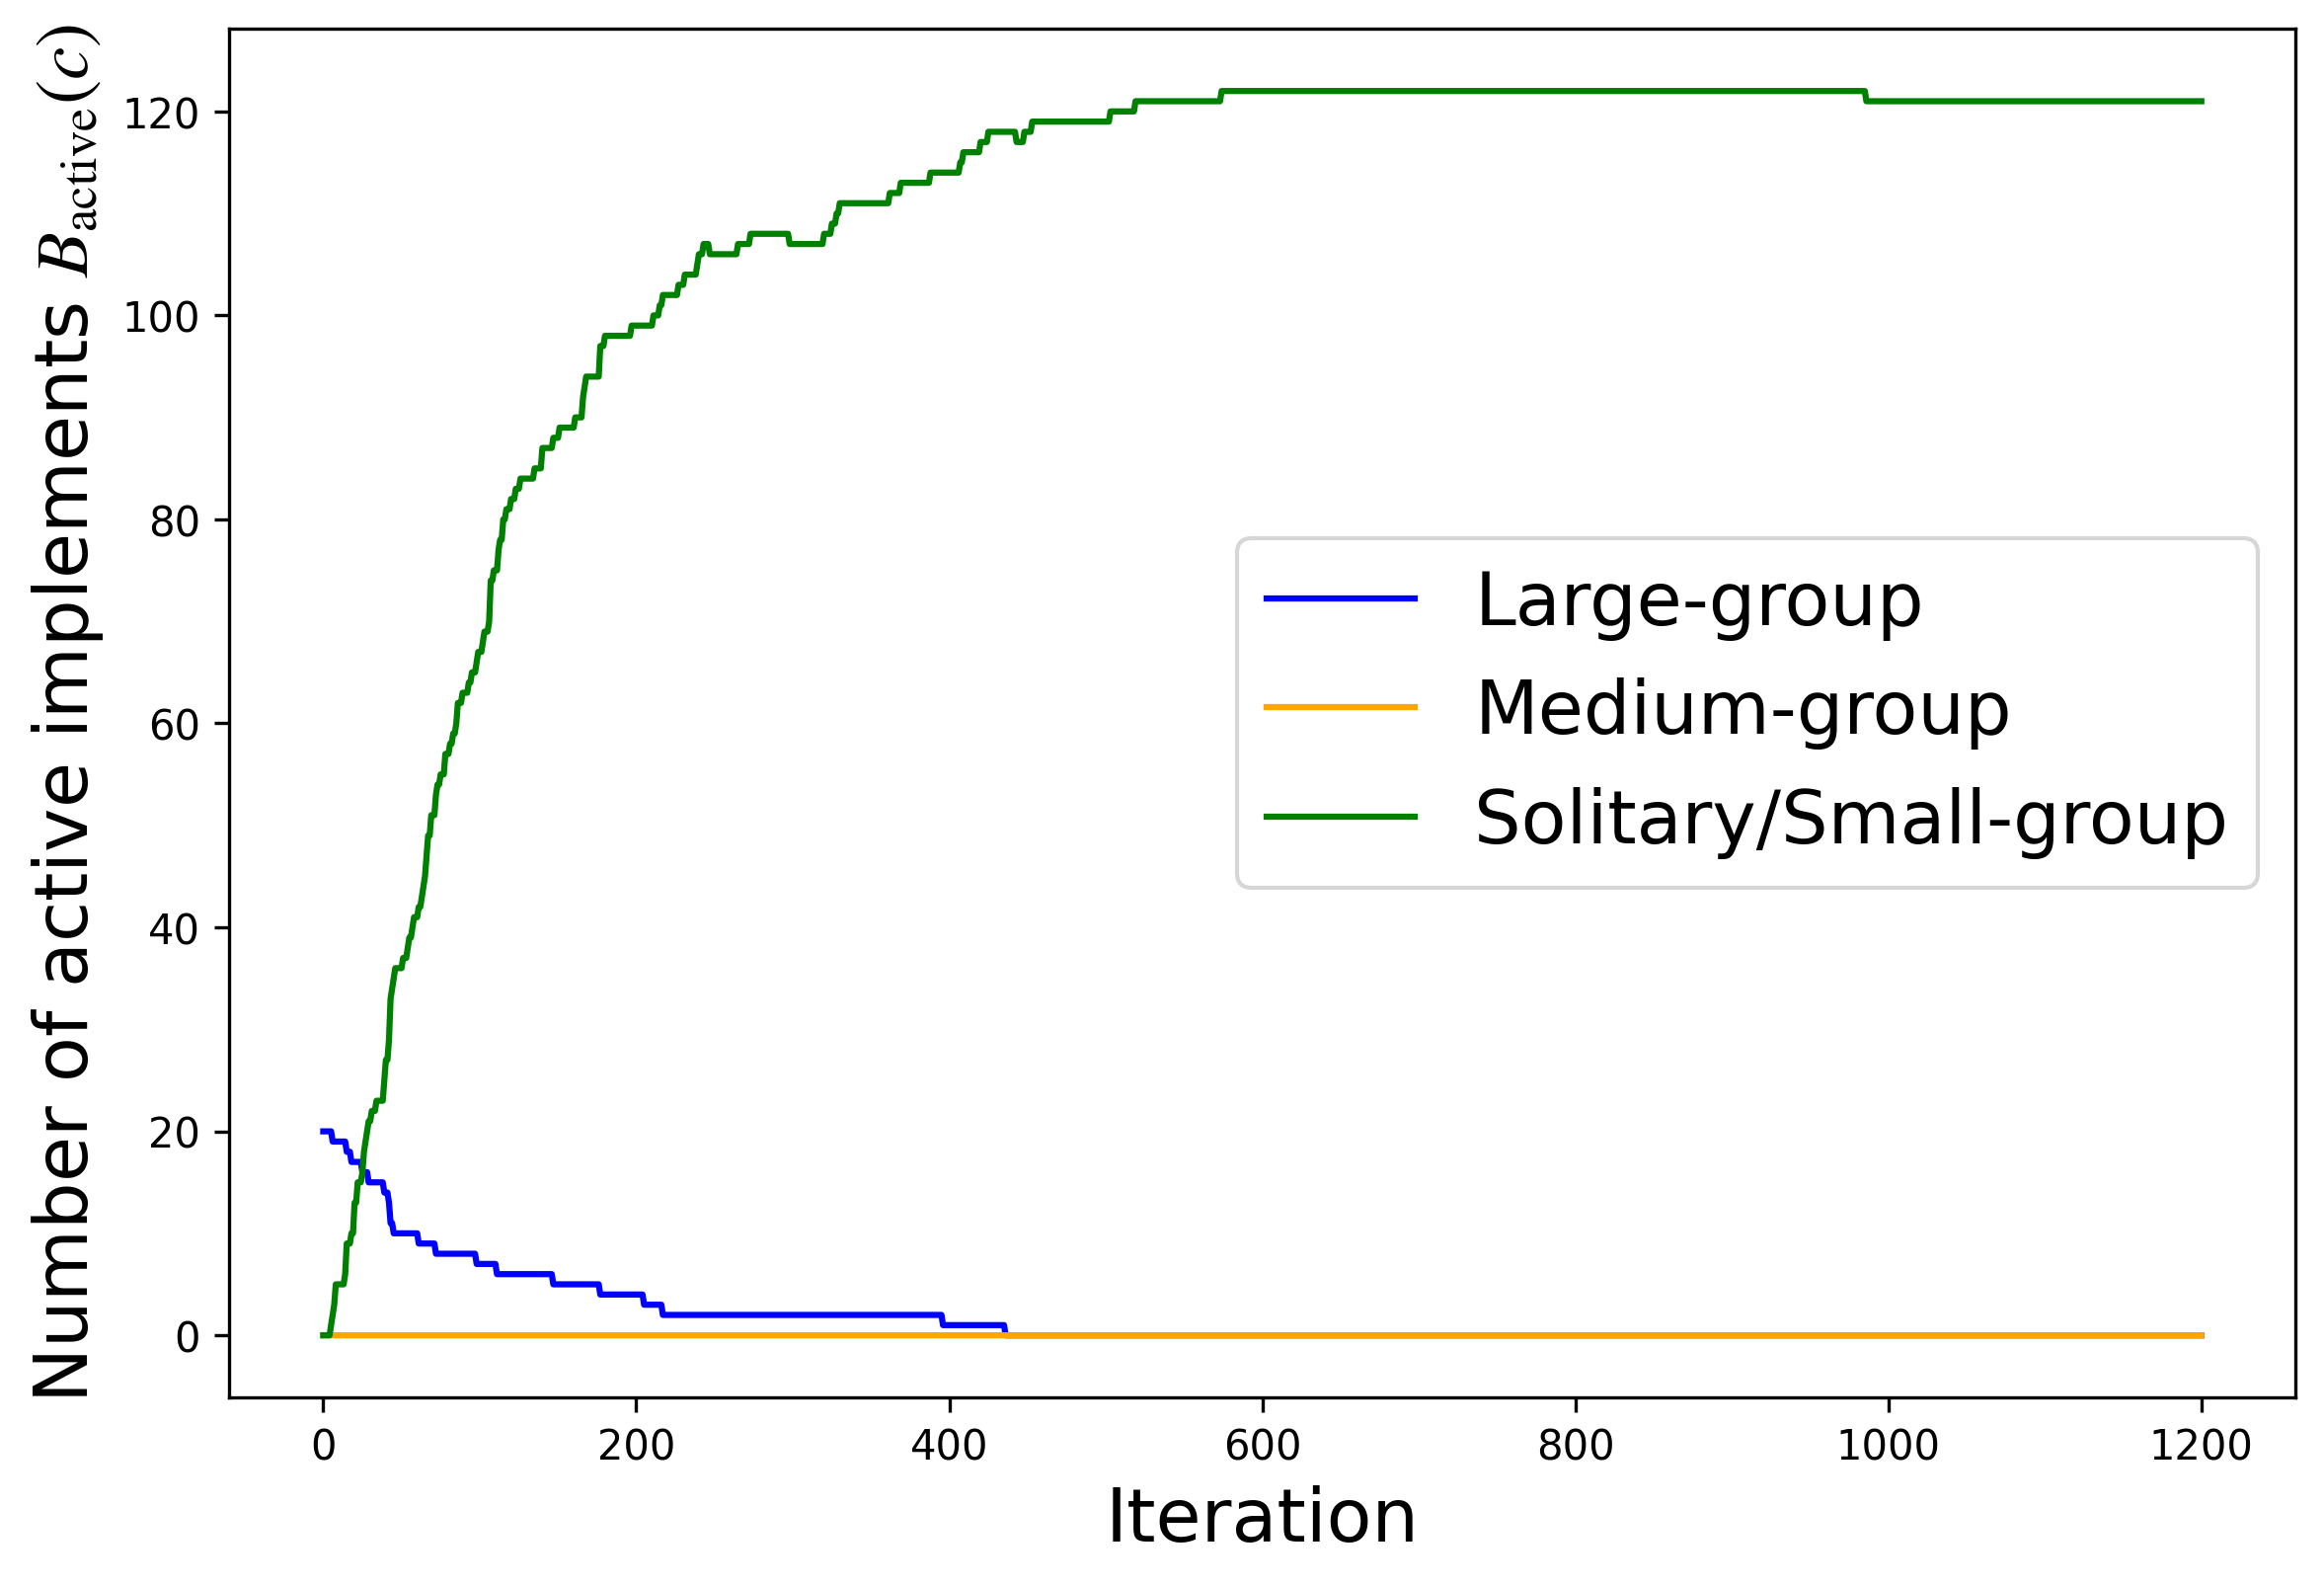 Number of active implements B_active(c)
120
100
80
60
40
20
0
Large-group
Medium-group
Solitary/Small-group
0 200 400 600 800 1000 1200
Iteration